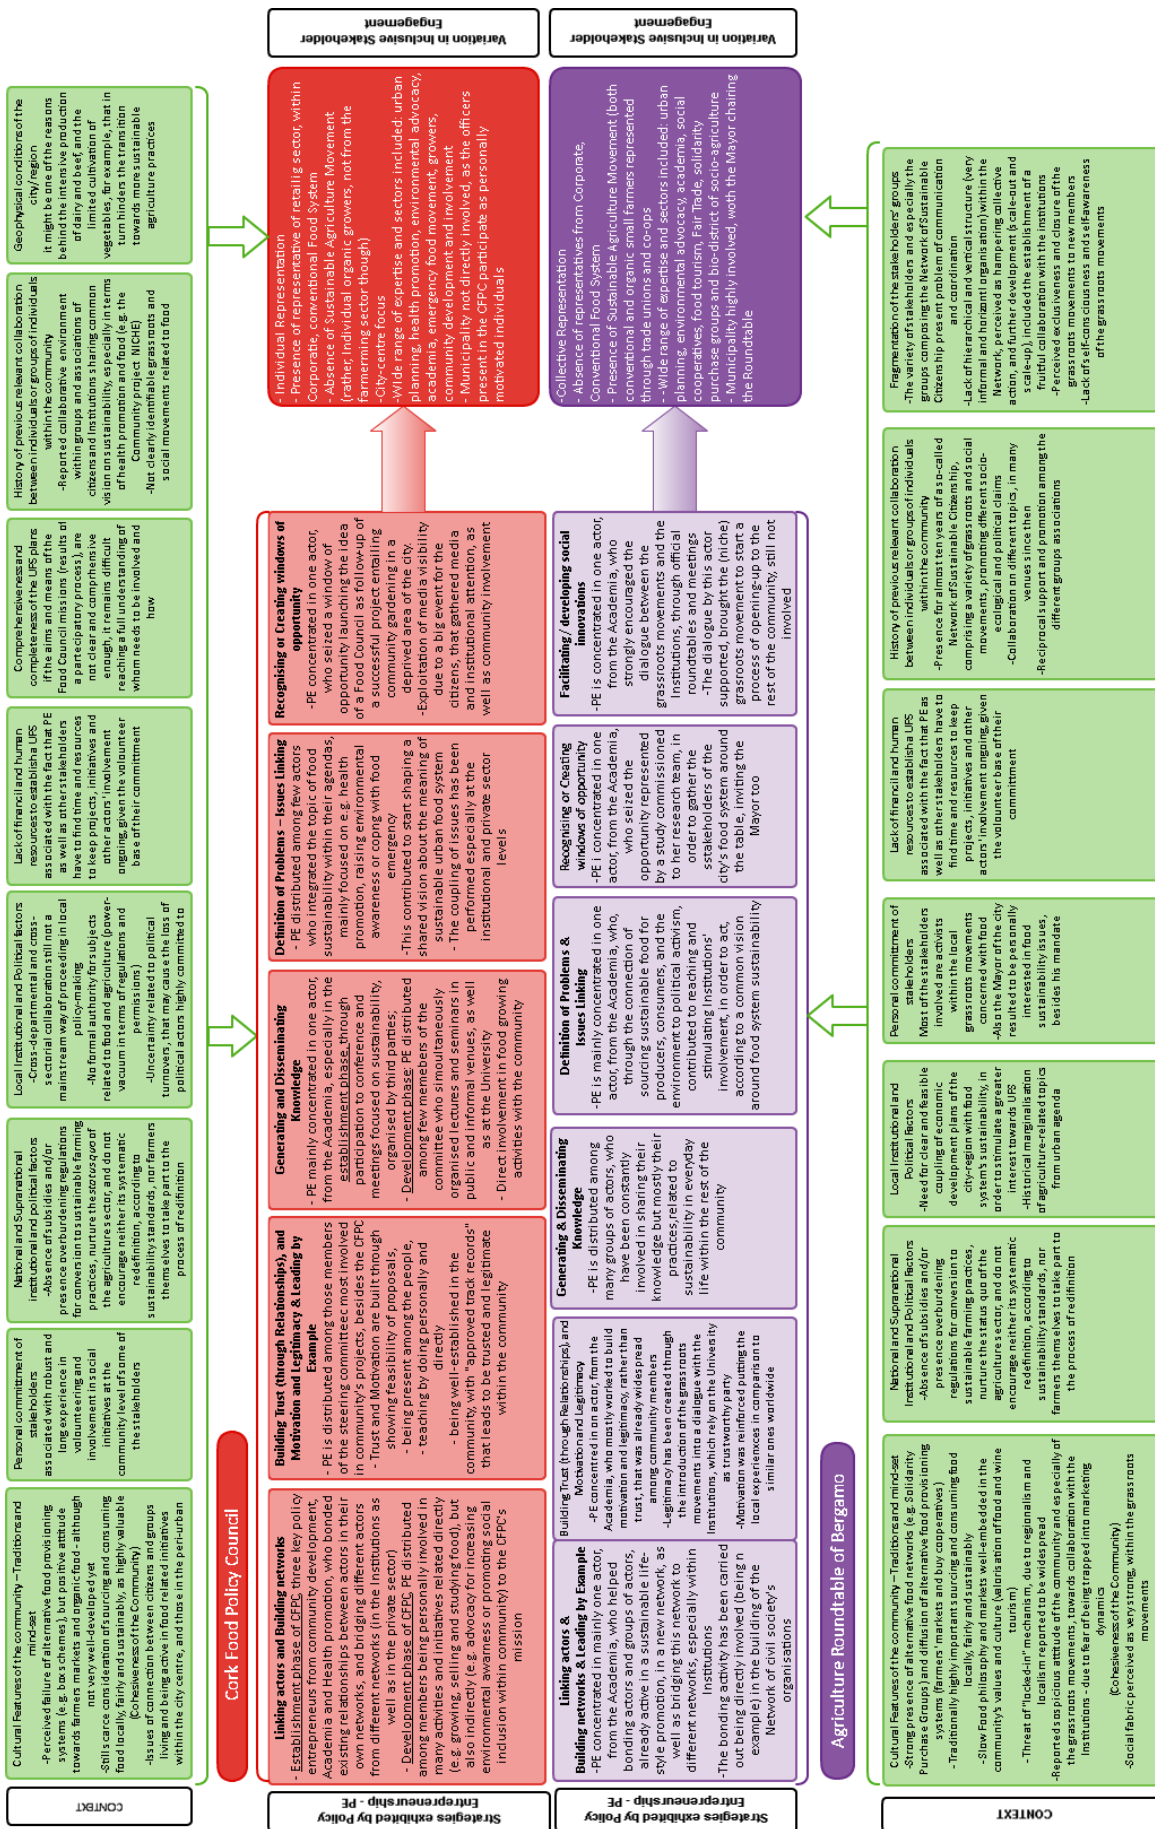 CONTEXT
Cultural Features of the community – Traditions and
mind-set
-Perceived failure of alternative food provisioning
systems (e.g. box schemes), but positive attitude
towards farmers markets and organic food - although
not very well-developed yet
-Still scarce consideration of sourcing and consuming
food locally, fairly and sustainably, as highly valuable
(Cohesiveness of the Community)
-Issues of connection between citizens and groups
living and being active in food related initiatives
within the city centre, and those in the peri-urban
Personal commitment of
stakeholders
associated with robust and
long experience in
volunteering and
involvement in social
initiatives at the
community level of some of
the stakeholders
National and Supranational
institutional and political factors
-Absence of subsidies and/or
presence overburdening regulations
for conversion to sustainable farming
practices, nurture the status quo of
the agriculture sector, and do not
encourage neither its systematic
redefinition, according to
sustainability standards, nor farmers
themselves to take part to the
process of redifinition
Local Institutional and Political factors
-Cross-departmental and cross-
sectorial collaboration still not a
mainstream way of proceeding in local
policy-making
-No formal authority for subjects
related to food and agriculture (power-
vacuum in terms of regulations and
permissions)
-Uncertainty related to political
turnovers, that may cause the loss of
political actors highly committed to
Lack of financial and human
resources to establish a UFS
associated with the fact that PE
as well as other stakeholders
have to find time and resources
to keep projects, initiatives and
other actors' involvement
ongoing, given the volunteer
base of their commitment
Comprehensiveness and
completeness of the UFS plans
if the aims and means of the
Food Council missions (results of
a partecipatory process), are
not clear and comprehensive
enough, it remains difficult
reaching a full understanding of
whom needs to be involved and
how
History of previous relevant collaboration
between individuals or groups of individuals
within the community
-Reported collaborative environment
within groups and associations of
citizens and Institutions sharing common
vision on sustainability, especially in terms
of health promotion and food (e.g. the
Community project NICHE)
-Not clearly identifiable grassroots and
social movements related to food
Geophysical conditions of the
city/region
it might be one of the reasons
behind the intensive production
of dairy and beef, and the
limited cultivation of
vegetables, for example, that in
turn hinders the transition
towards more sustainable
agriculture practices
Cork Food Policy Council
Strategies exhibited by Policy
Entrepreneurship - PE
Linking actors and Building networks
- Establishment phase of CFPC, three key policy
entrepreneurs from community development,
Academia and Health promotion, who bonded
existing relationships between actors in their
own networks, and bridging different actors
from different networks (in the Institutions as
well as in the private sector)
- Development phase of CFPC, PE distributed
among members being personally involved in
many activities and initiatives related directly
(e.g. growing, selling and studying food), but
also indirectly (e.g. advocacy for increasing
environmental awareness or promoting social
inclusion within community) to the CFPC's
mission
Building Trust (through Relationships), and
Motivation and Legitimacy & Leading by
Example
- PE is distributed among those members
of the steering committee most involved
in community's projects, besides the CFPC
- Trust and Motivation are built through
showing feasibility of proposals,
- being present among the people,
- teaching by doing personally and
directly
- being well-established in the
community, with "approved track records"
that leads to be trusted and legitimate
within the community
Generating and Disseminating
Knowledge
- PE mainly concentrated in one actor,
from the Academia, especially in the
establishment phase, through
participation to conference and
meetings focused on sustainability,
organised by third parties;
- Development phase: PE distributed
among few members of the
committee who simultaneously
organised lectures and seminars in
public and informal venues, as well
as at the University
- Direct involvement in food growing
activities with the community
Definition of Problems – Issues Linking
- PE distributed among few actors
who integrated the topic of food
sustainability within their agendas,
mainly focused on e.g. health
promotion, raising environmental
awareness or copng with food
emergency
-This contributed to start shaping a
shared vision about the meaning of
sustainable urban food system
- The coupling of issues has been
performed especially at the
institutional and private sector
levels
Recognising or Creating windows of
opportunity
-PE concentrated in one actor,
who seized a window of
opportunity launching the idea
of a Food Council as follow-up of
a successful project entailing
community gardening in a
deprived area of the city.
-Exploitation of media visibility
due to a big event for the
citizens, that gathered media
and institutional attention, as
well as community involvement
- Individual Representation
- Presence of representative of retailig sector, within
Corporatic, conventional Food System
- Absence of Sustainable Agriculture Movement
(rather, Individual organic growers, not from the
farmerming sector though)
-City-centre focus
-Wide range of expertise and sectors included: urban
planning, health promotion, environmental advocacy,
academia, emergency food movement, growers,
community development and involvement
-Municipality not directly involved, as the officers
present in the CFPC participate as personally
motivated individuals
Variation in Inclusive Stakeholder
Engagement
Strategies exhibited by Policy
Entrepreneurship - PE
Linking actors &
Building networks & Leading by Example
-PE concentrated in mainly one actor,
from the Academia, who helped
bonding actors and groups of actors,
already active in a sustainable life-
style promotion, in a new network, as
well as bridging this network to
different networks, especially within
Institutions
-The bonding activity has been carried
out being directly involved (being n
example) in the building of the
Network of civil society's
organisations
Building Trust (through Relationships), and
Motivation and Legitimacy
-PE concentred in on actor, from the
Academia, who mostly worked to build
motivation and legitimacy, rather than
trust, that was already widespread
among community members
-Legitimacy has been created through
the introduction of the grassroots
movements into a dialogue with the
Institutions, which rely on the University
as trustworthy party
-Motivation was reinforced putting the
local experienxces in comparison to
similar ones worldwide
Generating & Disseminating
Knowledge
-PE is distributed among
many groups of actors, who
have been constantly
involved in sharing their
knowledge but mostly their
practices,related to
sustainability in everyday
life within the rest of the
community
Definition of Problems &
Issues Linking
-PE is mainly concentrated in one
actor, from the Academia, who,
through the connection of
sourcing sustainable food for
producers, consumers, and the
environment to political activism,
contributed to reaching and
stimulating Institutions'
involvement, in order to act,
according to a common vision
around food system sustainability
Recognising or Creating
windows of opportunity
-PE i concentrated in one
actor, from the Academia,
who seized the
opportunity represented
by a study commissioned
to her research team, in
order to gather the
sstakeholders of the
city's food system around
the table, inviting the
Mayor too
Facilitating/ developing social
innovations
-PE is concentrated in one actor,
from the Academia, who
strongly encouraged the
dialogue between the
grassroots movements and the
Institutions, through official
roundtables and meetings
-The dialogue by this actor
supported, brought the (niche)
grasroots movement to start a
process of opening-up to the
rest of the community, still not
involved
-Collective Representation
- Absence of representatives from Corporate,
Conventional Food System
- Presence of Sustainable Agriculture Movement (both
conventional and organic small farmers represented
through trade unions and co-ops
- Wide range of expertise and sectors included: urban
planning, environmental advocacy, academia, social
cooperatives, food tourism, Fair Trade, solidarity
purchase groups and bio-district of socio-agriculture
- Municipality highly involved, woth the Mayor chairing
the Roundtable
Variation in Inclusive Stakeholder
Engagement
Agriculture Roundtable of Bergamo
CONTEXT
Cultural Features of the community – Traditions and mind-set
-Strong presence of alternative food networks (e.g. Solidarity
Purchase Groups) and diffusion of alternative food provisioning
systems (farmers' markets and buy cooperatives)
-Traditionally highly important sourcing and consuming food
locally, fairly and sustainably
-Slow Food philosophy and markets well-embedded in the
community's values and culture (valorisation of food and wine
tourism)
- Threat of "locked-in" mechanism, due to regionalism and
localism reported to be widespread
-Reported suspicious attitude of the community and especially of
the grassroots movements, towards collaboration with the
Institutions - due to fear of being trapped into marketing
dynamic
(Cohesiveness of the Community)
-Social fabric perceived as very strong, within the grassroots
movements
National and Supranational
Institutional and Political Factors
-Absence of subsidies and/or
presence overburdening
regulations for conversion to
sustainable farming practices,
nurture the status quo of the
agriculture sector, and do not
encourage neither its systematic
redefinition, according to
sustainability standards, nor
farmers themselves to take part to
the process of redifinition
Local Institutional and
Political Factors
-Need for clear and feasible
coupling of economic
development plans of the
city-region with food
system's sustainability, in
order to stimulate a greater
interest towards UFS
-Historical marginalisation
of agriculture-related topics
from urban agenda
Personal commitment of
stakeholders
Most of the stakeholders
involved are activists
within the local
grassroots movements
concerned with food
-Also the Mayor of the city
resulted to be personally
interested in food
sustainability issues,
besides his mandate
Lack of financial and human
resources to establish a UFS
associated with the fact that PE as
well as other stakeholders have to
find time and resources to keep
projects, initiatives and other
actors' involvement ongoing, given
the volunteer base of their
commitment
History of previous relevant collaboration
between individuals or groups of individuals
within the community
-Presence for almost ten years of a so-called
Network of Sustainable Citizenship,
comprising a variety of grassroots and social
movements, promoting different socio-
ecological and political claims
-Collaboration on different topics, in many
venues since then
-Reciprocal support and promotion among the
different groups associations
Fragmentation of the stakeholders' groups
-The variety of stakeholders and especially the
groups composing the Network of Sustainable
Citizenship present problem of communication
and coordination
-Lack of hierarchical and vertical structure (very
informal and horizontl organisation) within the
Network, perceived as hampering collective
action, and further development (scale-out and
scale-up), included the establishment of a
fruitful collaboration with the institutions
-Perceived exclusiveness and closure of the
grassroots movements to new members
-Lack of self-consciousness and self-awareness
of the grassroots movements